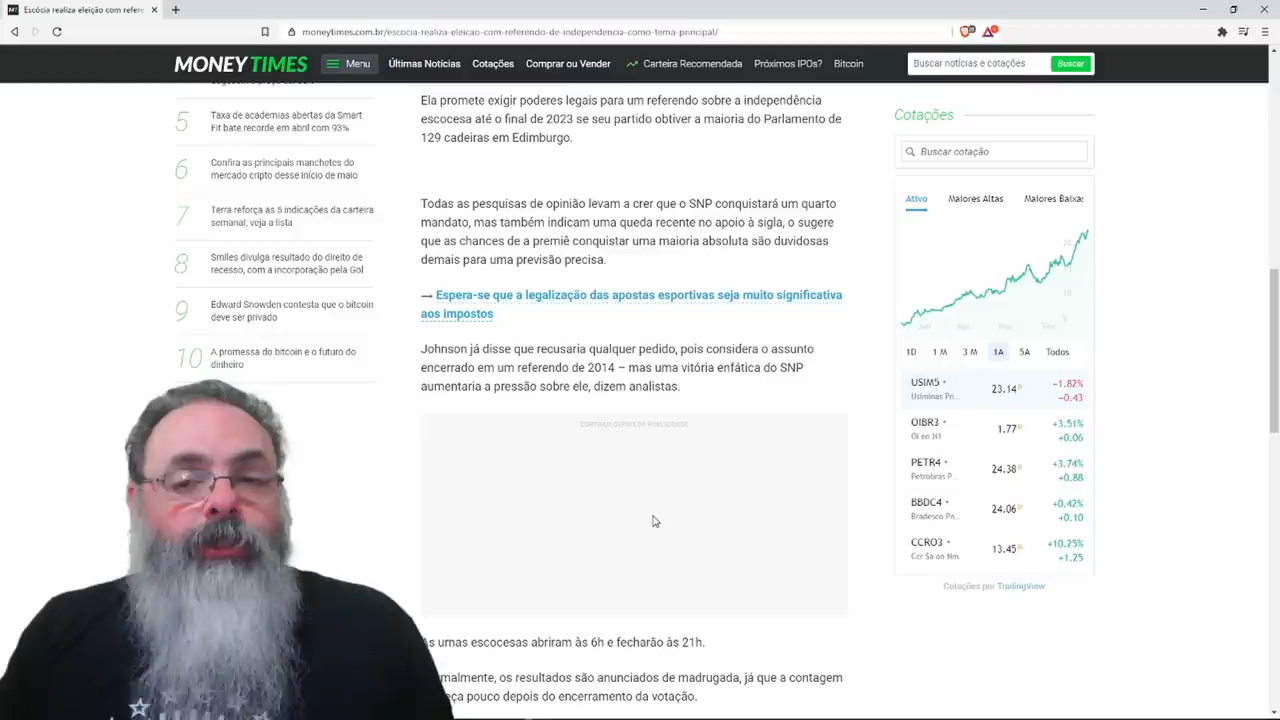 Escócia realiza eleição com refere
moneytimes.com.br/escocia-realiza-eleicao-com-referendo-de-independencia-como-tema-principal/
MONEY TIMES
Menu
Últimas Notícias
Cotações
Comprar ou Vender
Carteira Recomendada
Próximos IPOs?
Bitcoin
Buscar notícias e cotações
Buscar
5
Taxa de academias abertas da Smart
Fit bate recorde em abril com 93%
6
Confira as principais manchetes do
mercado cripto desse início de maio
7
Terra reforça as 5 indicações da carteira
semanal; veja a lista
8
Smiles divulga resultado do direito de
recesso, com a incorporação pela Gol
9
Edward Snowden contesta que o bitcoin
deve ser privado
10
A promessa do bitcoin e o futuro do
dinheiro
Ela promete exigir poderes legais para um referendo sobre a independência
escocesa até o final de 2023 se seu partido obtiver a maioria do Parlamento de
129 cadeiras em Edimburgo.
Todas as pesquisas de opinião levam a crer que o SNP conquistará um quarto
mandato, mas também indicam uma queda recente no apoio à sigla, o sugere
que as chances de a premiê conquistar uma maioria absoluta são duvidosas
demais para uma previsão precisa.
→ Espera-se que a legalização das apostas esportivas seja muito significativa
aos impostos
Johnson já disse que recusaria qualquer pedido, pois considera o assunto
encerrado em um referendo de 2014 – mas uma vitória enfática do SNP
aumentaria a pressão sobre ele, dizem analistas.
CONTINUA DEPOIS DA PUBLICIDADE
As urnas escocesas abriram às 6h e fecharão às 21h.
malmente, os resultados são anunciados de madrugada, já que a contagem
eça pouco depois do encerramento da votação.
Cotações
Buscar cotação
Ativo
Maiores Altas
Maiores Baixas
20
10
5
1D
1 M
3 M
1A
5A
Todos
USIM5
Usiminas Pn...
23.14
−1.82%
−0.43
OIBR3
Oi on N1
1.77
+3.51%
+0.06
PETR4
Petrobras P...
24.38
+3.74%
+0.88
BBDC4
Bradesco Pn...
24.06
+0.42%
+0.10
CCRO3
Ccr Sa on Nm
13.45
+10.25%
+1.25
Cotações por TradingView